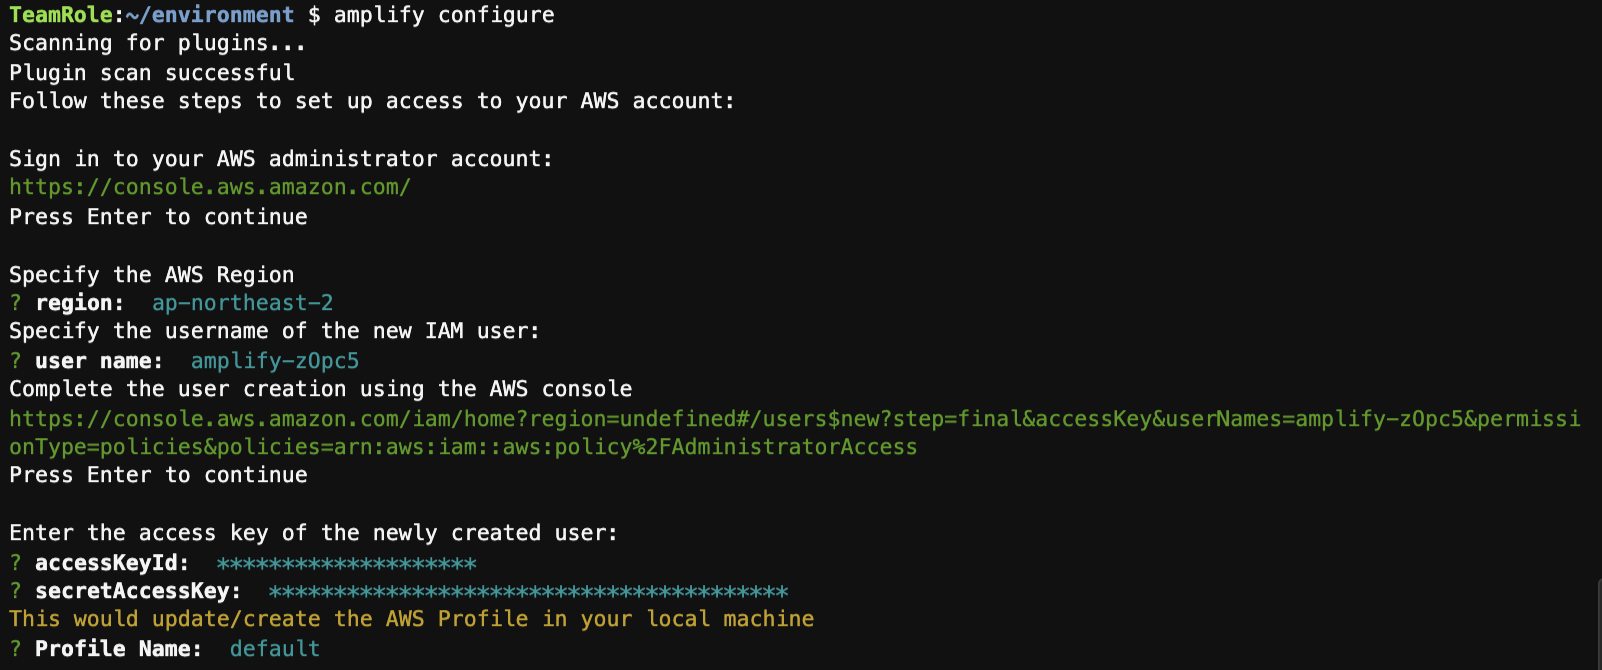 TeamRole:~/environment $ amplify configure
Scanning for plugins...
Plugin scan successful
Follow these steps to set up access to your AWS account:
Sign in to your AWS administrator account:
https://console.aws.amazon.com/
Press Enter to continue
Specify the AWS Region
? region:  ap-northeast-2
Specify the username of the new IAM user:
? user name:  amplify-zOpc5
Complete the user creation using the AWS console
https://console.aws.amazon.com/iam/home?region=undefined#/users$new?step=final&accessKey&userNames=amplify-zOpc5&permissi
onType=policies&policies=arn:aws:iam::aws:policy%2FAdministratorAccess
Press Enter to continue
Enter the access key of the newly created user:
? accessKeyId:  ********************
? secretAccessKey:  ****************************************
This would update/create the AWS Profile in your local machine
? Profile Name:  default